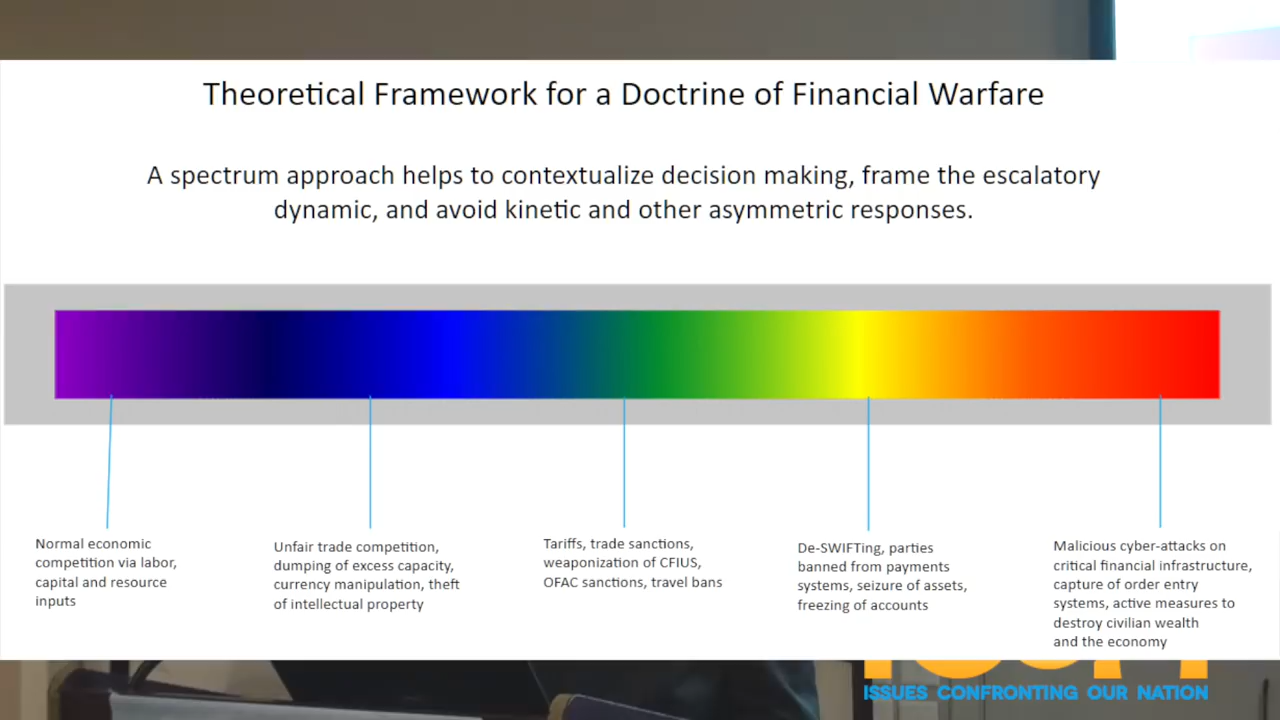 Theoretical Framework for a Doctrine of Financial Warfare
A spectrum approach helps to contextualize decision making, frame the escalatory
dynamic, and avoid kinetic and other asymmetric responses.
Normal economic
competition via labor,
capital and resource
inputs
Unfair trade competition,
dumping of excess capacity,
currency manipulation, theft
of intellectual property
Tariffs, trade sanctions,
weaponization of CFIUS,
OFAC sanctions, travel bans
De-SWIFTing, parties
banned from payments
systems, seizure of assets,
freezing of accounts
Malicious cyber-attacks on
critical financial infrastructure,
capture of order entry
systems, active measures to
destroy civilian wealth
and the economy
ISSUES CONFRONTING OUR NATION